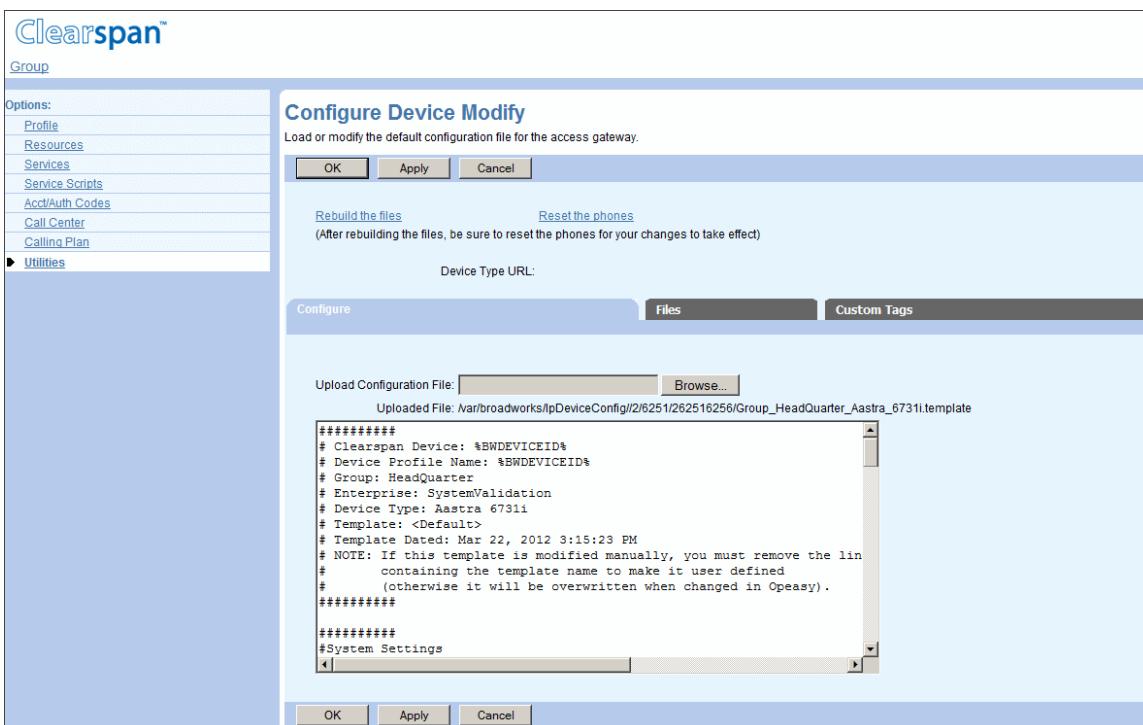 Clearspan™
Group
Options:
Profile
Resources
Services
Service Scripts
Acct/Auth Codes
Call Center
Calling Plan
Utilities
Configure Device Modify
Load or modify the default configuration file for the access gateway.
OK Apply Cancel
Rebuild the files Reset the phones
(After rebuilding the files, be sure to reset the phones for your changes to take effect)
Device Type URL:
Configure Files Custom Tags
Upload Configuration File: Browse...
Uploaded File: /var/broadworks/IpDeviceConfig//2/6251/262516256/Group_HeadQuarter_Aastra_6731i.template
##########
# Clearspan Device: %BWDEVICEID%
# Device Profile Name: %BWDEVICEID%
# Group: HeadQuarter
# Enterprise: SystemValidation
# Device Type: Aastra 6731i
# Template: <Default>
# Template Dated: Mar 22, 2012 3:15:23 PM
# NOTE: If this template is modified manually, you must remove the lin
# containing the template name to make it user defined
# (otherwise it will be overwritten when changed in Opeasy).
##########
##########
#System Settings
OK Apply Cancel